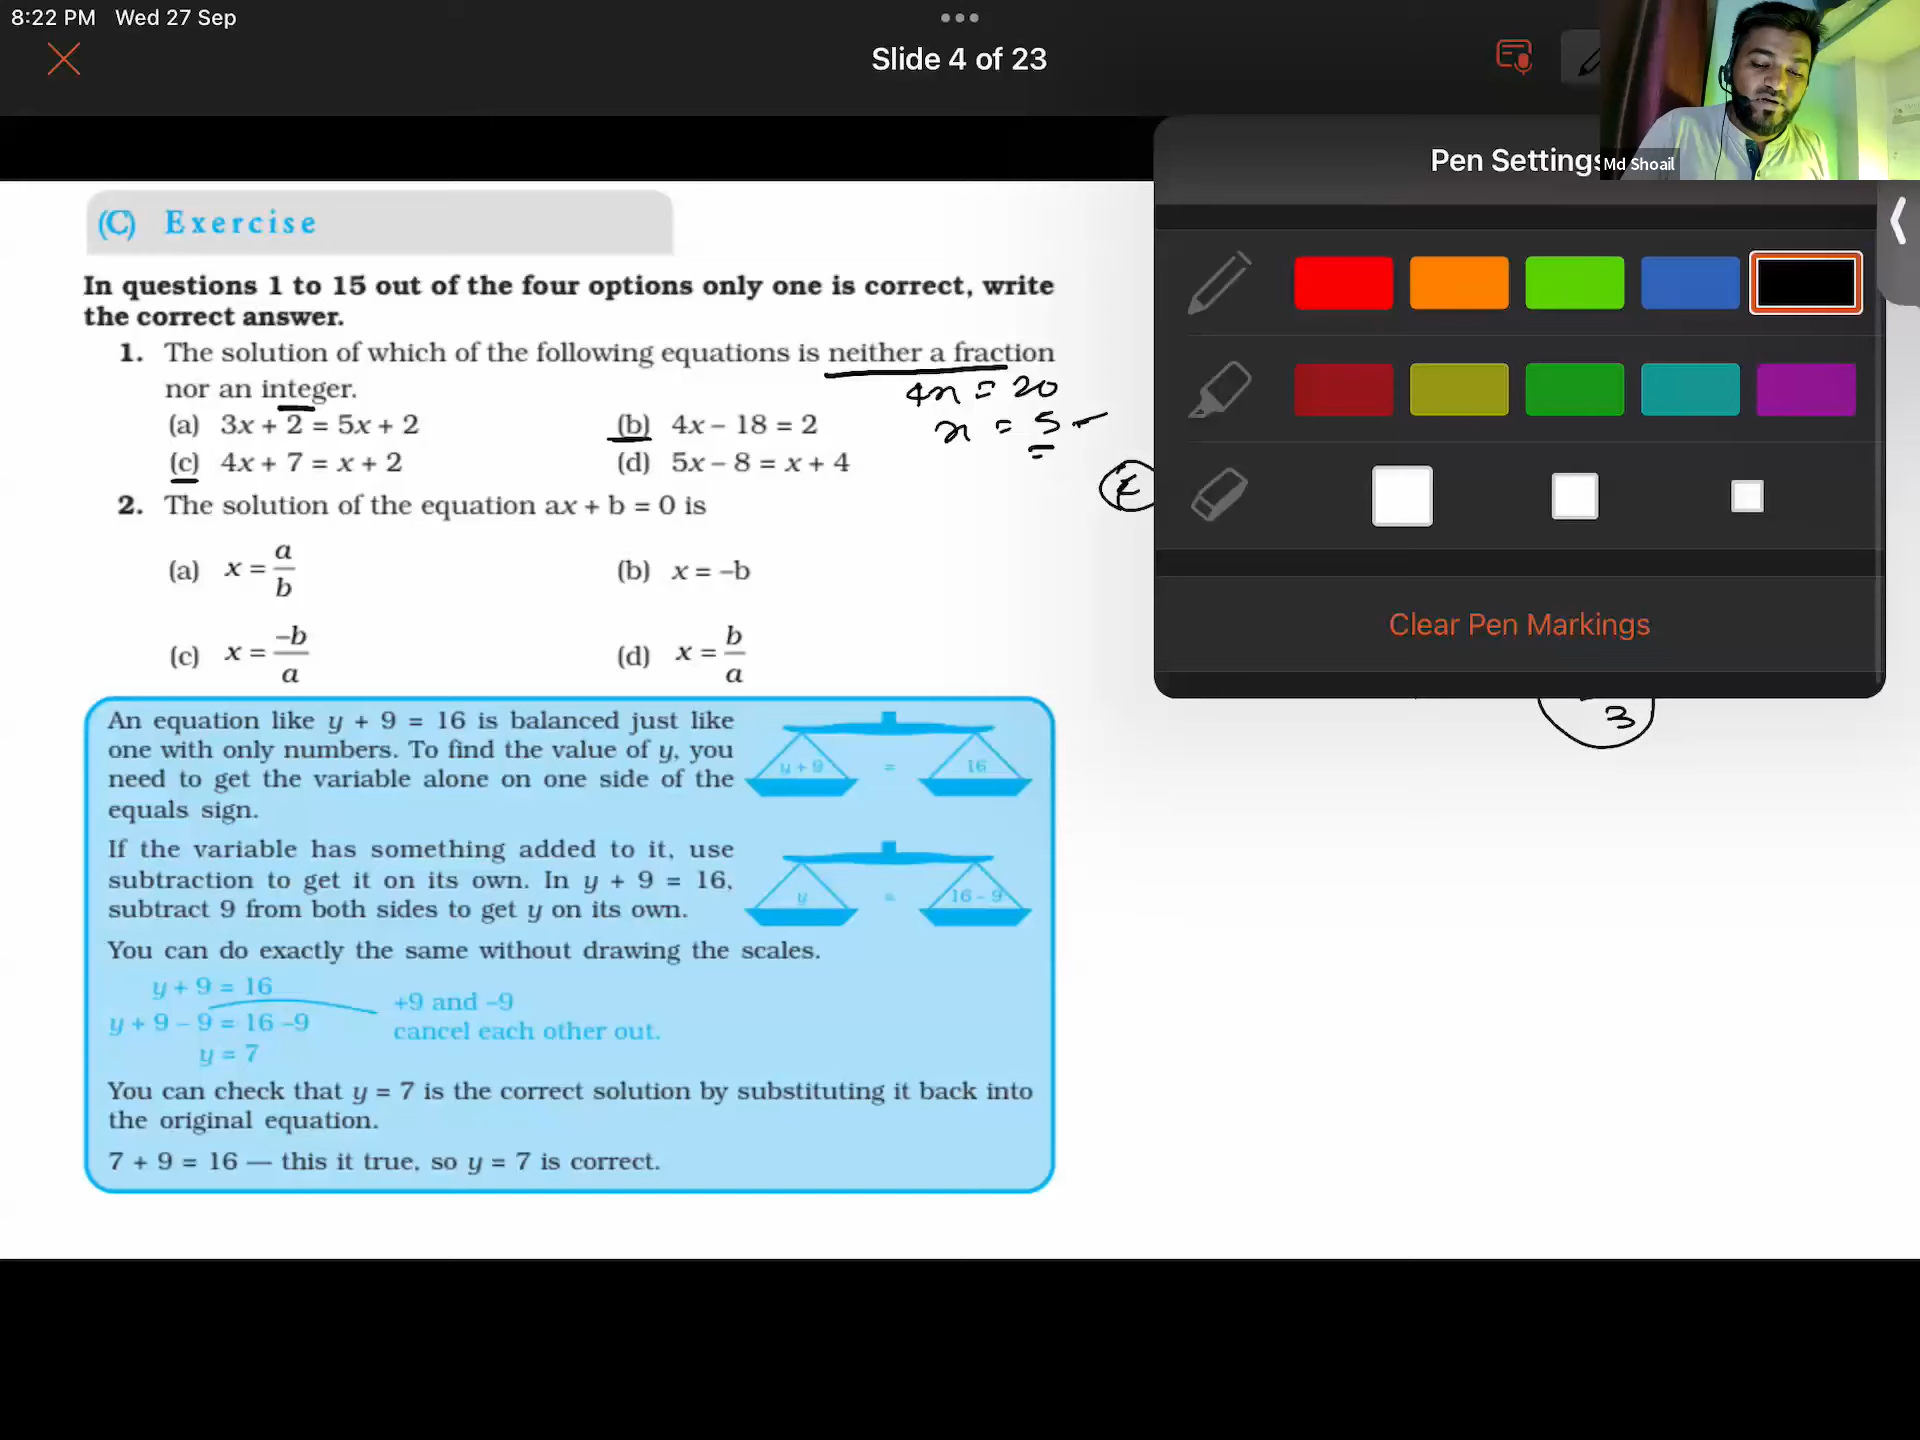 8:22 PM Wed 27 Sep
Slide 4 of 23
Pen Settings
Md Shoail
(C) Exercise
In questions 1 to 15 out of the four options only one is correct, write
the correct answer.
1. The solution of which of the following equations is neither a fraction
nor an integer.
4x = 20
(a) 3x + 2 = 5x + 2 (b) 4x – 18 = 2
x = 5
(c) 4x + 7 = x + 2 (d) 5x – 8 = x + 4
2. The solution of the equation ax + b = 0 is
(a) x = a/b (b) x = –b
(c) x = –b/a (d) x = b/a
Clear Pen Markings
3
An equation like y + 9 = 16 is balanced just like
one with only numbers. To find the value of y, you
need to get the variable alone on one side of the
equals sign.
y + 9 = 16
If the variable has something added to it, use
subtraction to get it on its own. In y + 9 = 16,
subtract 9 from both sides to get y on its own.
y = 16 – 9
You can do exactly the same without drawing the scales.
y + 9 = 16
y + 9 – 9 = 16 –9
y = 7
+9 and –9
cancel each other out.
You can check that y = 7 is the correct solution by substituting it back into
the original equation.
7 + 9 = 16 — this it true, so y = 7 is correct.